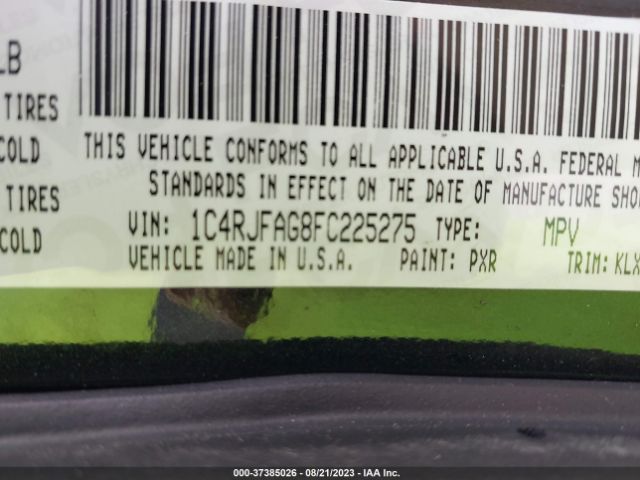 LB
TIRES
COLD
TIRES
COLD
THIS VEHICLE CONFORMS TO ALL APPLICABLE U.S.A. FEDERAL M
STANDARDS IN EFFECT ON THE DATE OF MANUFACTURE SHO
VIN: 1C4RJFAG8FC225275 TYPE: MPV
VEHICLE MADE IN U.S.A. PAINT: PXR TRIM: KLX
000-37385026 - 08/21/2023 - IAA Inc.